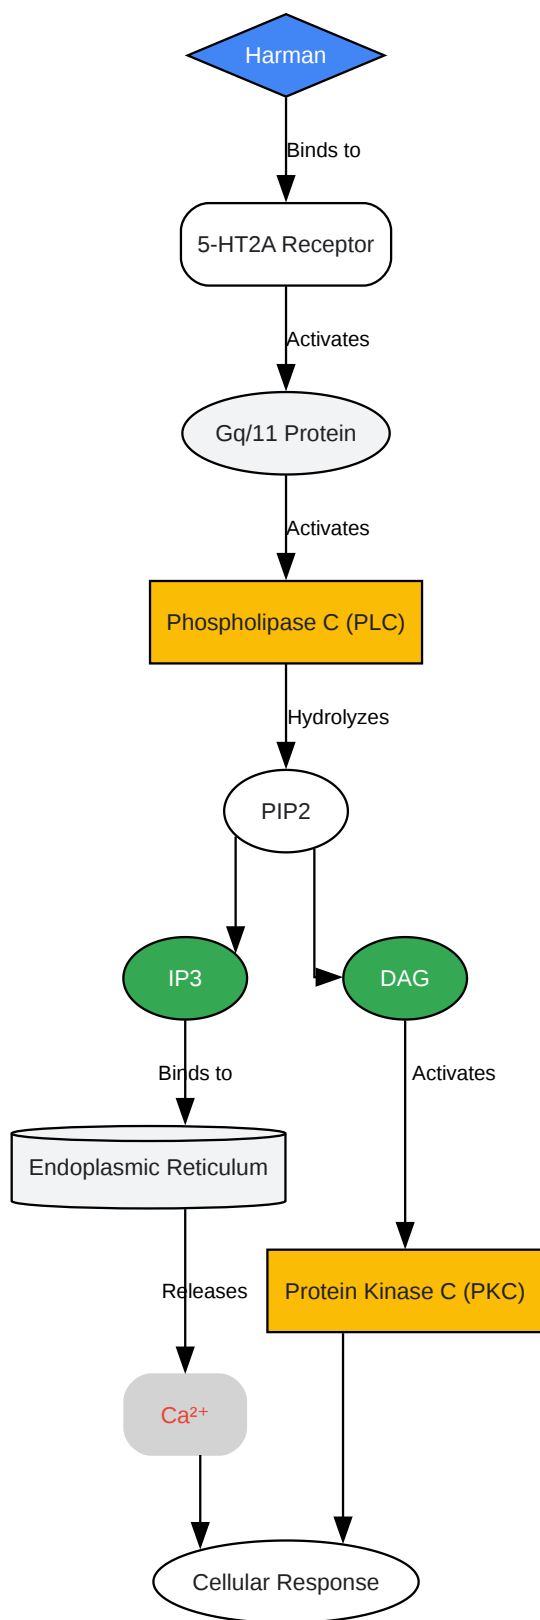 Harman
Binds to
5-HT2A Receptor
Activates
Gq/11 Protein
Activates
Phospholipase C (PLC)
Hydrolyzes
PIP2
IP3
DAG
Binds to
Activates
Endoplasmic Reticulum
Releases
Protein Kinase C (PKC)
Ca²⁺
Cellular Response